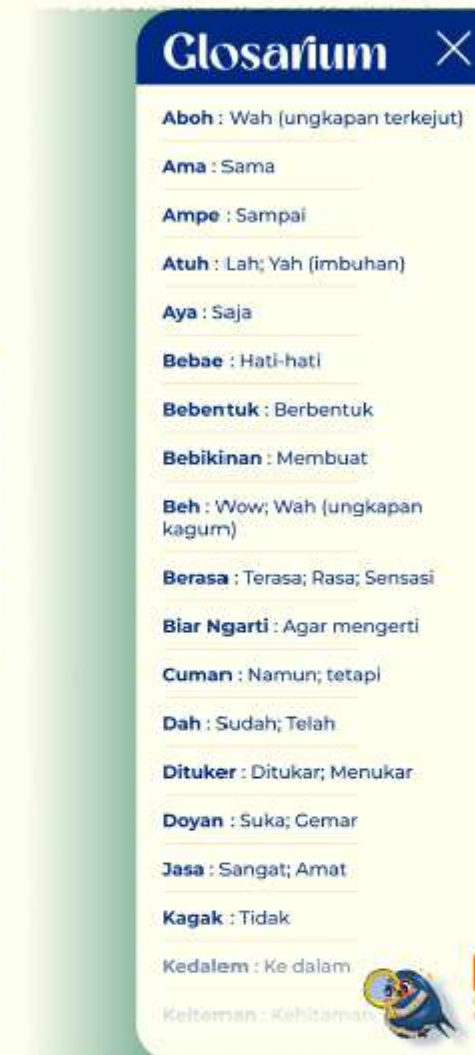 Glosarium
Aboh : Wah (ungkapan terkejut)
Ama : Sama
Ampe : Sampai
Atuh : Lah; Yah (imbuhan)
Aya : Saja
Bebae : Hati-hati
Bebentuk : Berbentuk
Bebikinan : Membuat
Beh : Wow; Wah (ungkapan
kagum)
Berasa : Terasa; Rasa; Sensasi
Biar Ngarti : Agar mengerti
Cuman : Namun; tetapi
Dah : Sudah; Telah
Dituker : Ditukar; Menukar
Doyan : Suka; Gemar
Jasa : Sangat; Amat
Kagak : Tidak
Kedalem : Ke dalam
Keiteman : Kehitaman